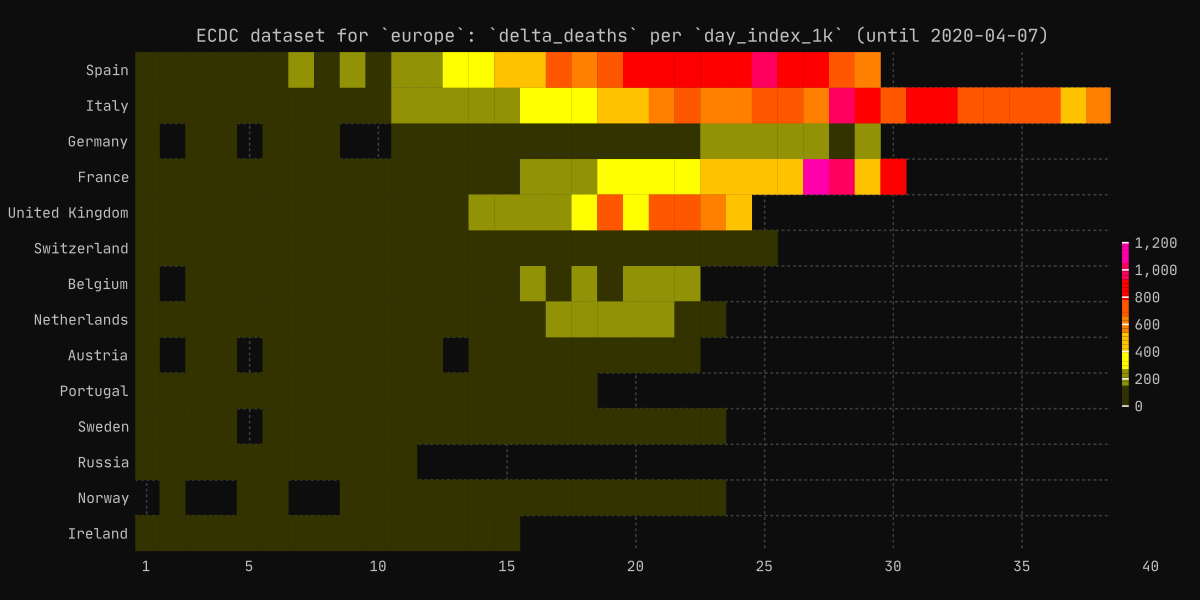 ECDC dataset for `europe`: `delta_deaths` per `day_index_1k` (until 2020-04-07)
Spain
Italy
Germany
France
United Kingdom
Switzerland
Belgium
Netherlands
Austria
Portugal
Sweden
Russia
Norway
Ireland
1 5 10 15 20 25 30 35 40
1,200
1,000
800
600
400
200
0